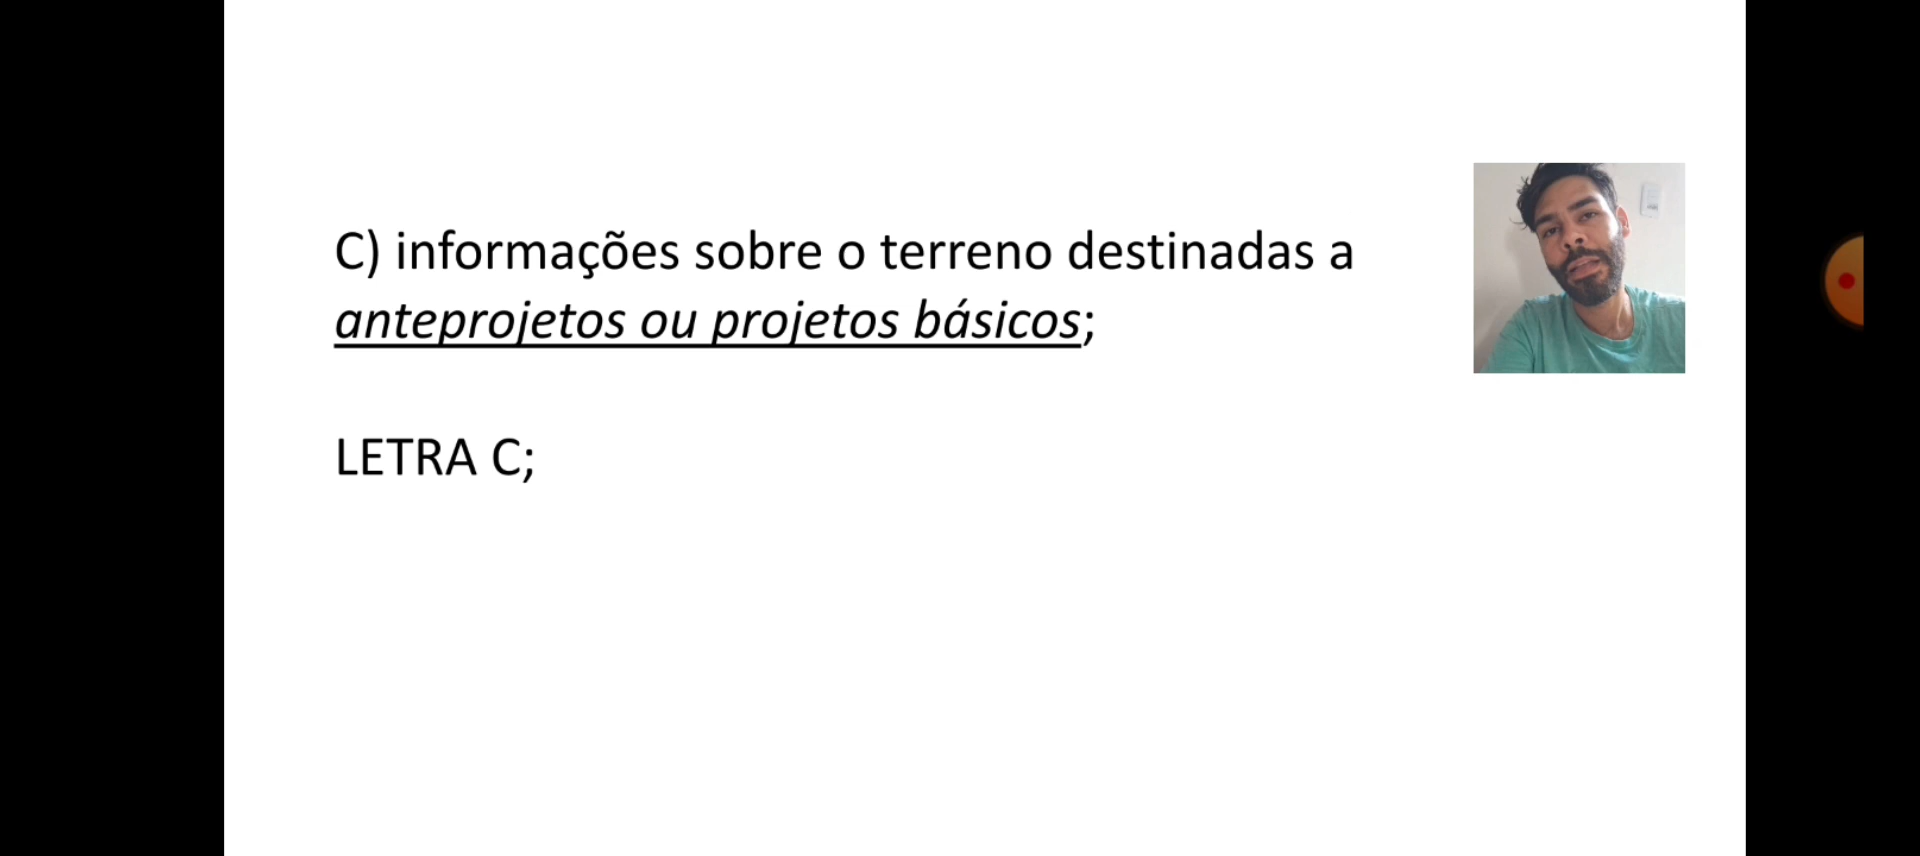 C) informações sobre o terreno destinadas a
anteprojetos ou projetos básicos;
LETRA C;